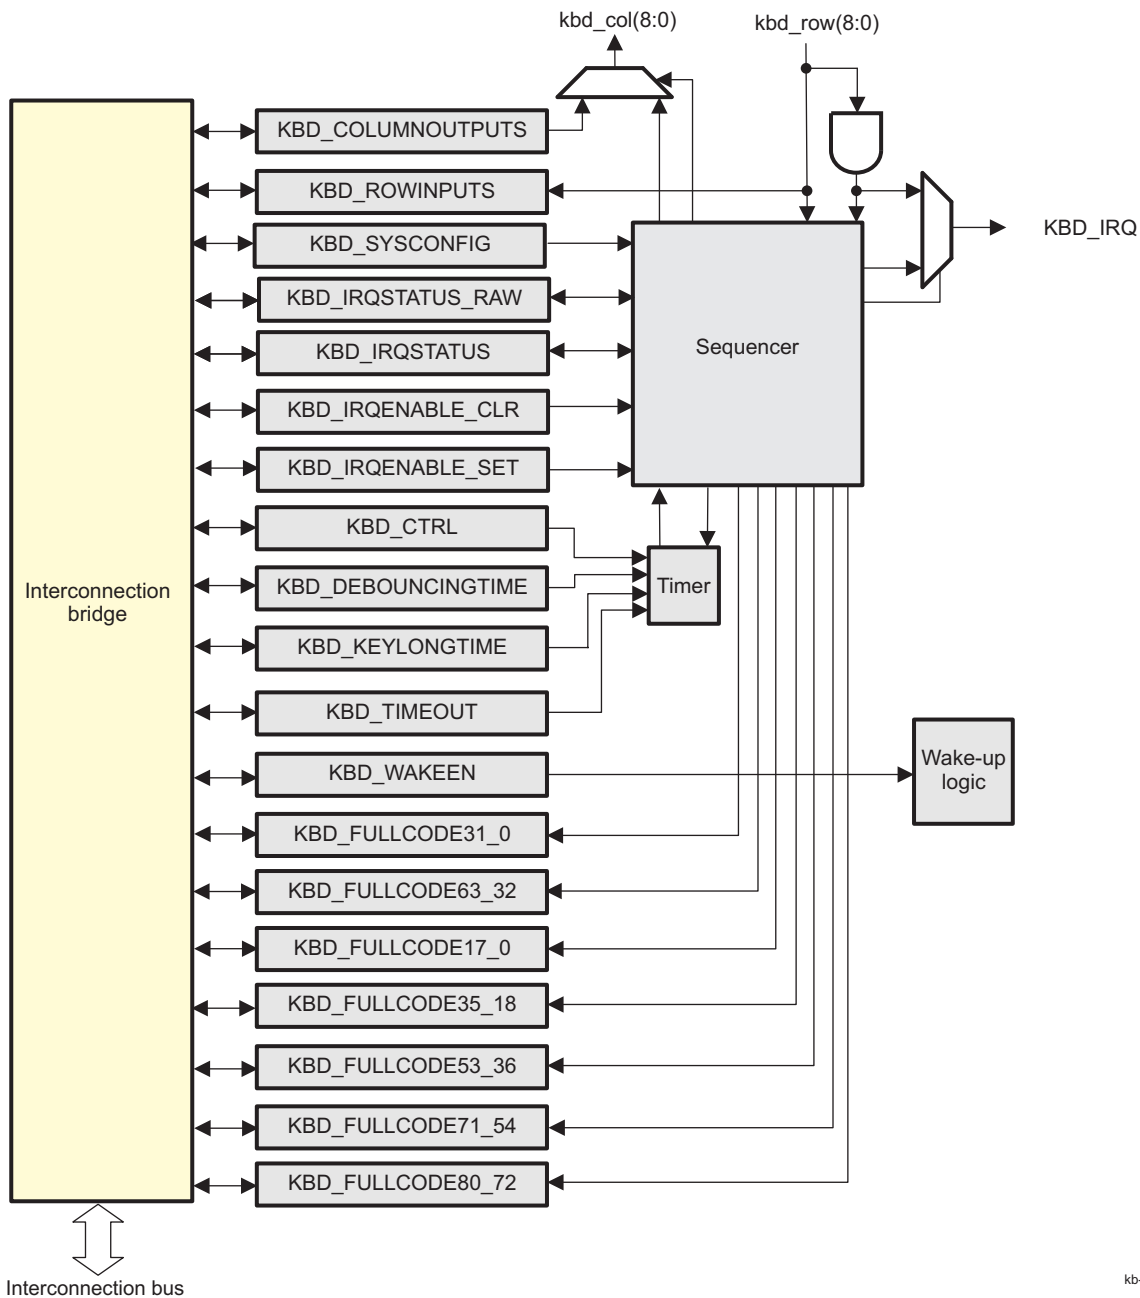 kbd_col(8:0)
kbd_row(8:0)
KBD_COLUMNOUTPUTS
KBD_ROWINPUTS
KBD_SYSCONFIG
KBD_IRQ
KBD_IRQSTATUS_RAW
KBD_IRQSTATUS
Sequencer
KBD_IRQENABLE_CLR
KBD_IRQENABLE_SET
KBD_CTRL
Interconnection
bridge
KBD_DEBOUNCINGTIME
Timer
KBD_KEYLONGTIME
KBD_TIMEOUT
KBD_WAKEEN
Wake-up
logic
KBD_FULLCODE31_0
KBD_FULLCODE63_32
KBD_FULLCODE17_0
KBD_FULLCODE35_18
KBD_FULLCODE53_36
KBD_FULLCODE71_54
KBD_FULLCODE80_72
Interconnection bus
kb-